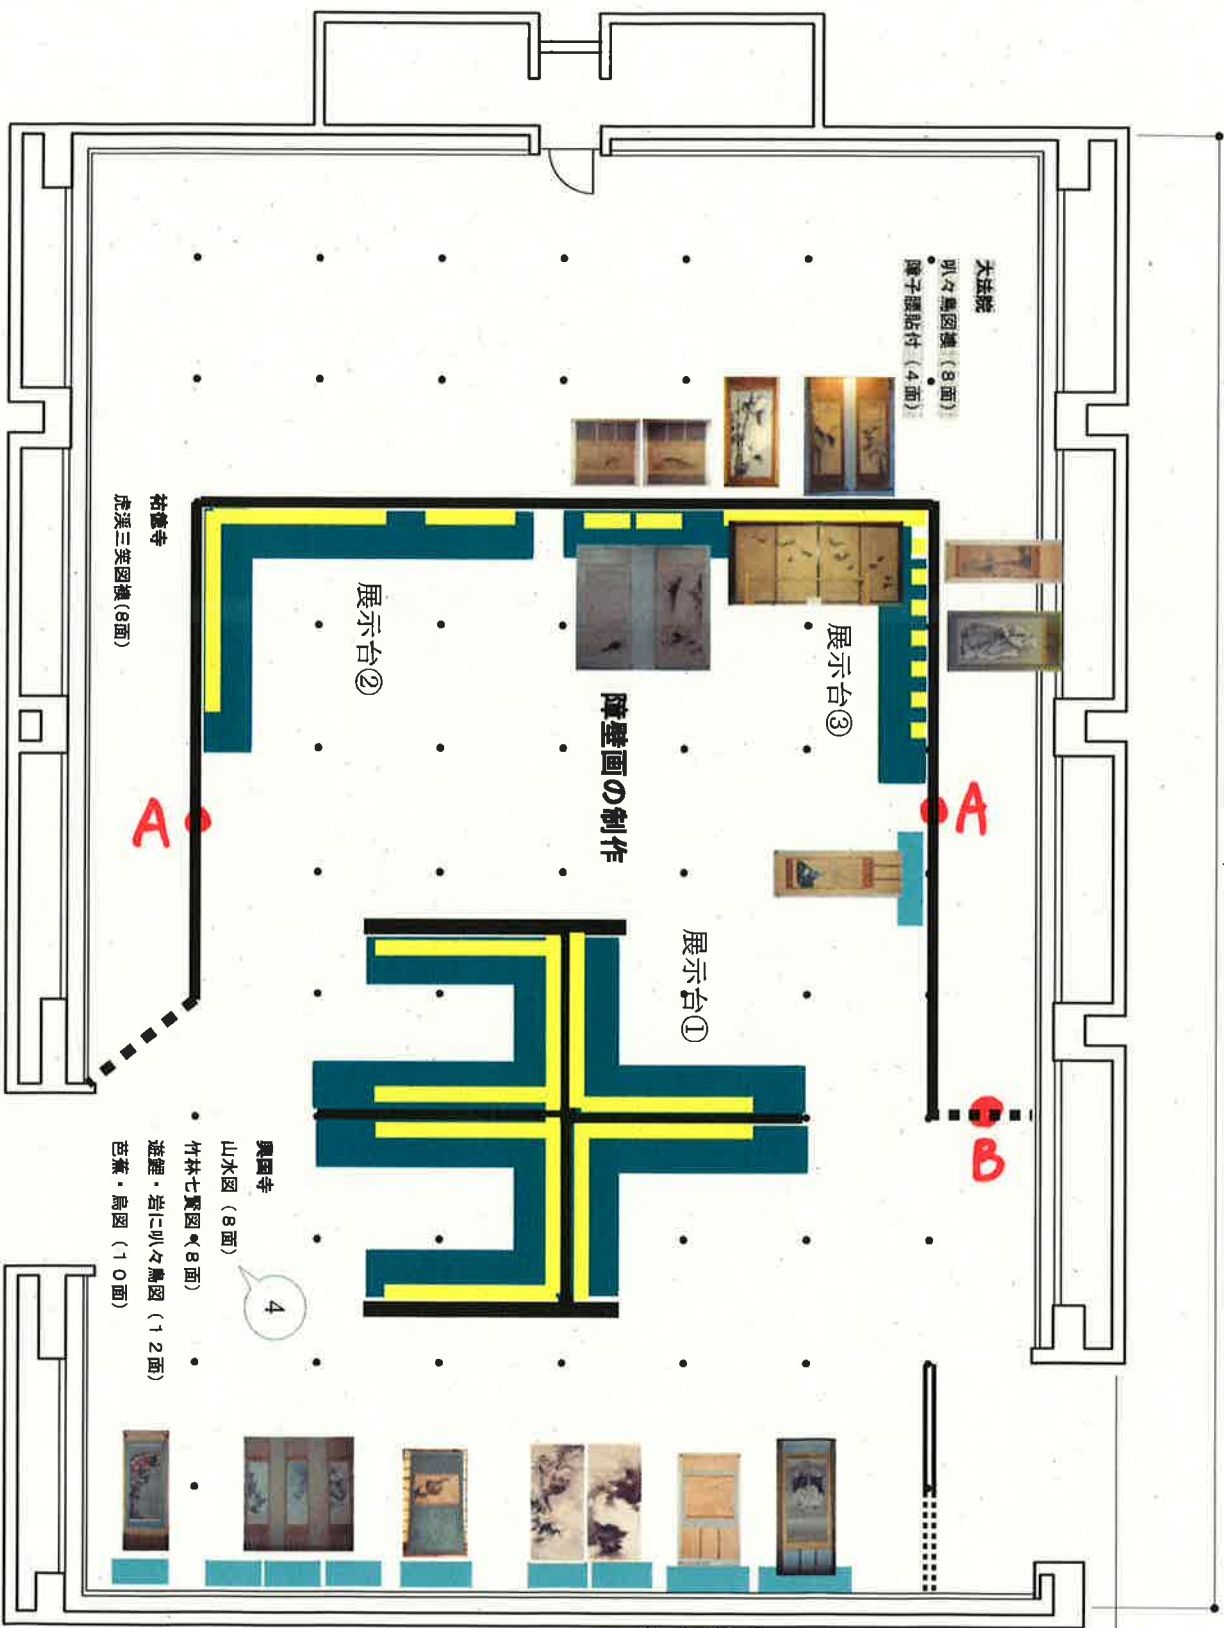 大法院
叭々鳥図襖(8面)
障子腰貼付(4面)
祐徳寺
虎渓三笑図襖(8面)
展示台②
展示台③
障壁画の制作
A
A
展示台①
B
興国寺
山水図(8面)
竹林七賢図(8面)
遊鯉・岩に叭々鳥図(12面)
芭蕉・鳥図(10面)
4